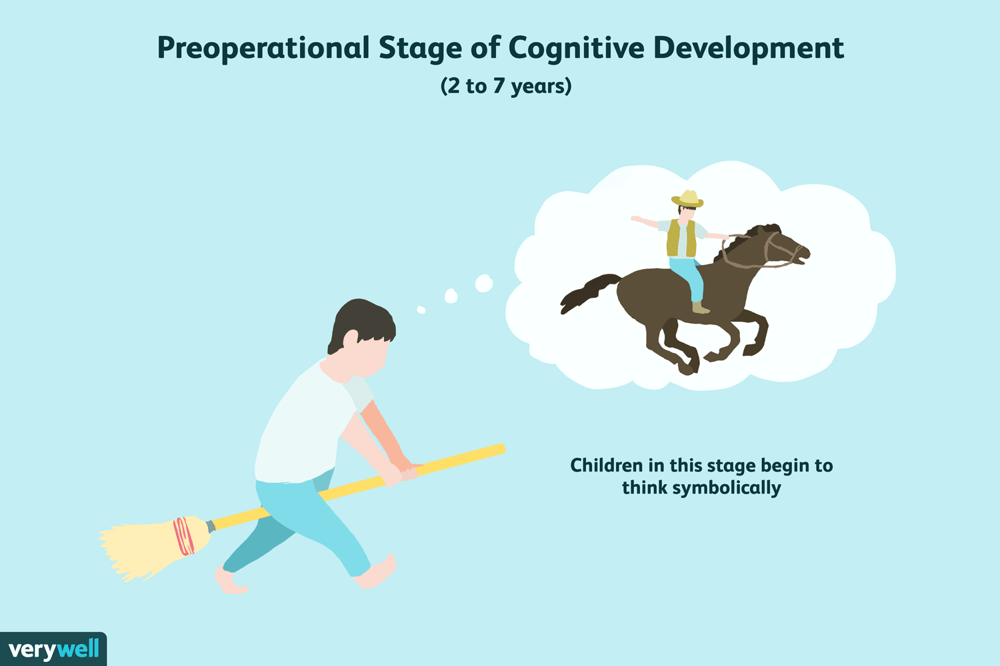 Preoperational Stage of Cognitive Development
(2 to 7 years)
Children in this stage begin to
think symbolically
verywell